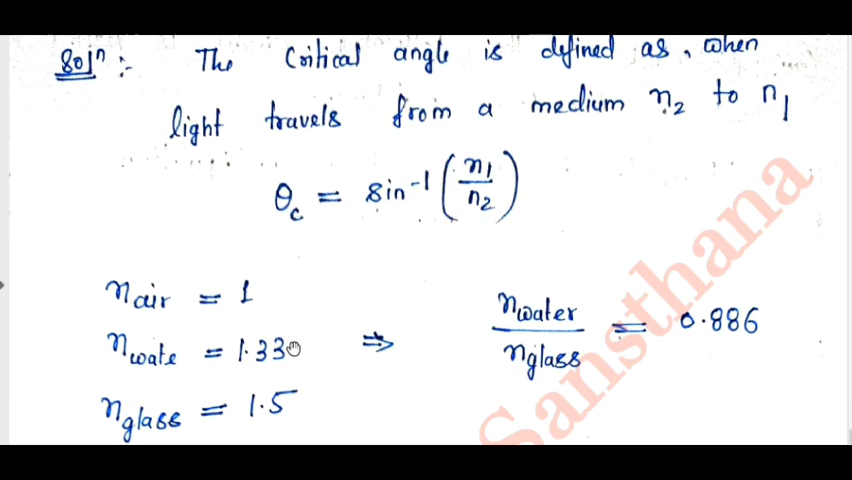 Solⁿ :- The Critical angle is defined as, when
light travels from a medium n₂ to n₁
θc = sin⁻¹ (n₁/n₂)
nair = 1
nwate = 1.33 ⇒ nwater/nglass = 0.886
nglass = 1.5
Sansthana